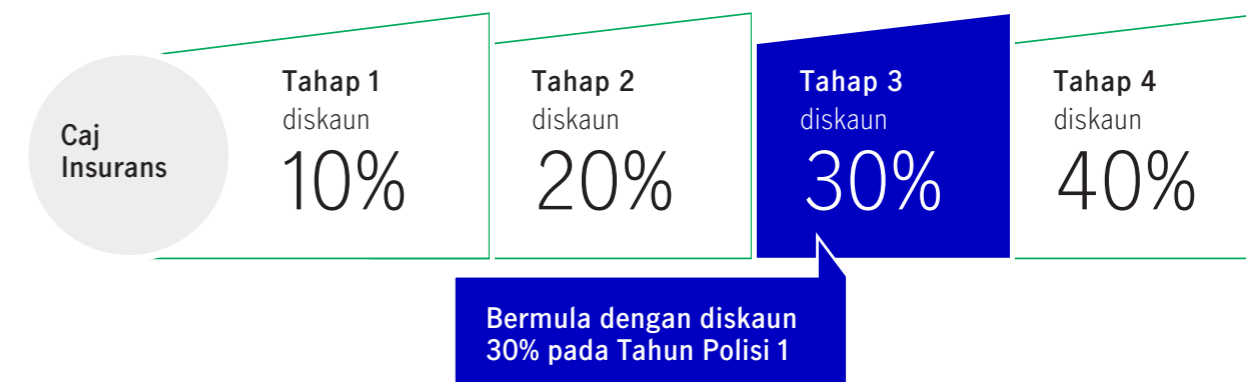 Caj
Insurans
Tahap 1
diskaun
10%
Tahap 2
diskaun
20%
Tahap 3
diskaun
30%
Tahap 4
diskaun
40%
Bermula dengan diskaun
30% pada Tahun Polisi 1